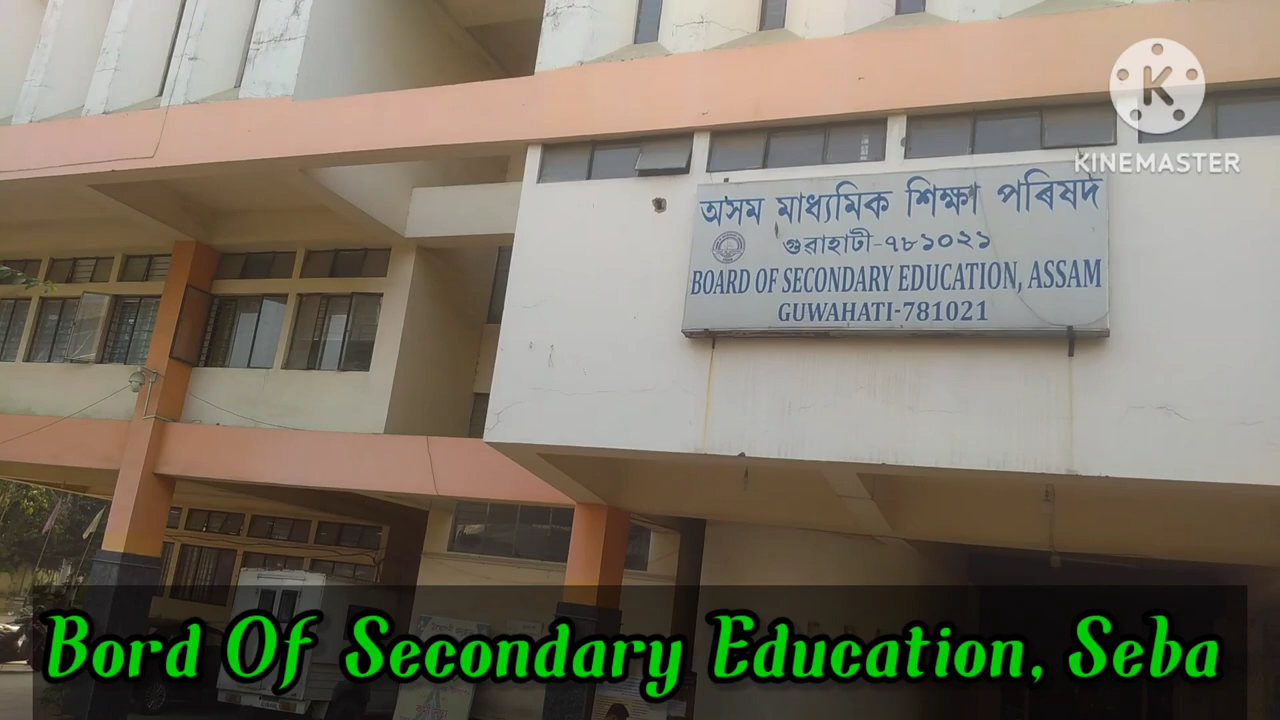 K
KINEMASTER
অসম মাধ্যমিক শিক্ষা পৰিষদ
গুৱাহাটী-৭৮১০২১
BOARD OF SECONDARY EDUCATION, ASSAM
GUWAHATI-781021
Bord Of Secondary Education, Seba